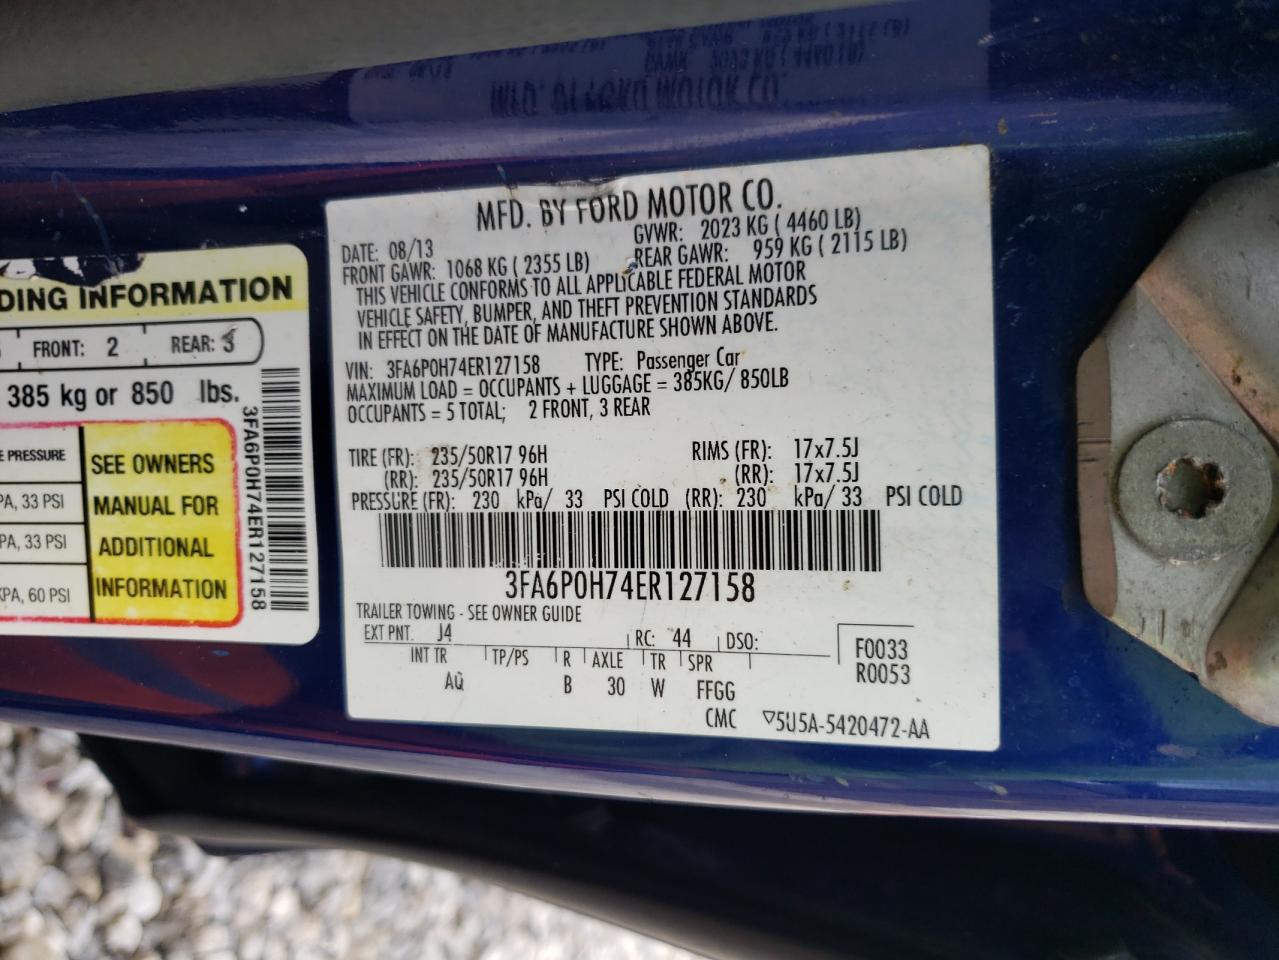 MFD. BY FORD MOTOR CO.
DATE: 08/13 GVWR: 2023 KG ( 4460 LB)
FRONT GAWR: 1068 KG ( 2355 LB) REAR GAWR: 959 KG ( 2115 LB)
THIS VEHICLE CONFORMS TO ALL APPLICABLE FEDERAL MOTOR
VEHICLE SAFETY, BUMPER, AND THEFT PREVENTION STANDARDS
IN EFFECT ON THE DATE OF MANUFACTURE SHOWN ABOVE.
VIN: 3FA6P0H74ER127158 TYPE: Passenger Car
MAXIMUM LOAD = OCCUPANTS + LUGGAGE = 385KG/ 850LB
OCCUPANTS = 5 TOTAL; 2 FRONT, 3 REAR
TIRE (FR): 235/50R17 96H RIMS (FR): 17x7.5J
(RR): 235/50R17 96H (RR): 17x7.5J
PRESSURE (FR): 230 kPa/ 33 PSI COLD (RR): 230 kPa/ 33 PSI COLD
3FA6P0H74ER127158
TRAILER TOWING - SEE OWNER GUIDE
EXT PNT: J4 RC: 44 DSO: F0033
INT TR TP/PS R AXLE TR SPR R0053
AQ B 30 W FFGG
CMC ▽5U5A-5420472-AA
DING INFORMATION
FRONT: 2 REAR: 3
385 kg or 850 lbs.
E PRESSURE
PA, 33 PSI
PA, 33 PSI
KPA, 60 PSI
SEE OWNERS
MANUAL FOR
ADDITIONAL
INFORMATION
3FA6P0H74ER127158